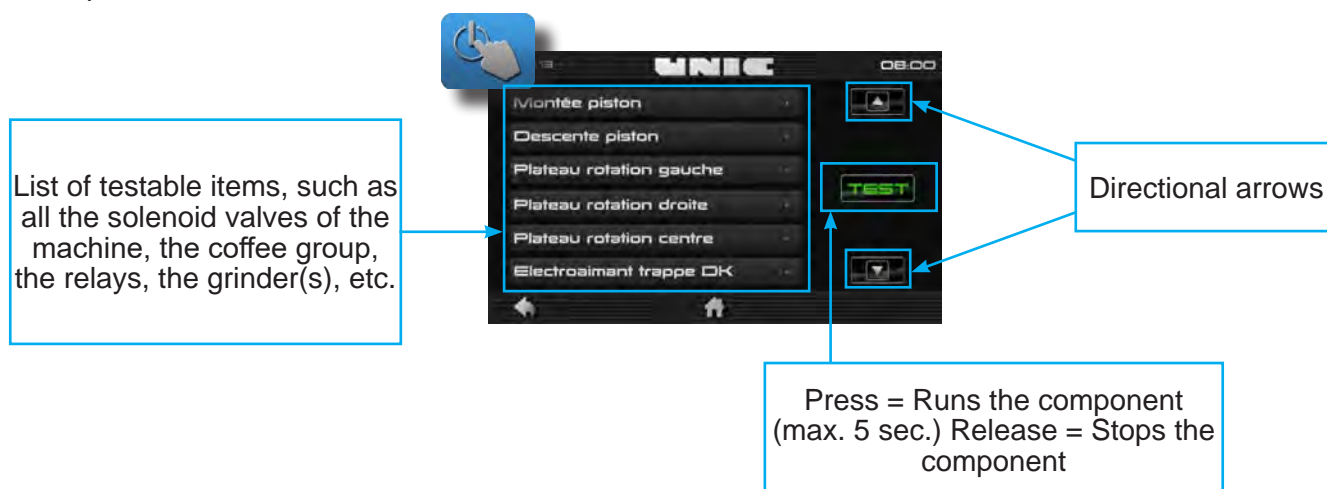 UNIC
08:00
Montée piston
Descente piston
Plateau rotation gauche
Plateau rotation droite
Plateau rotation centre
Electroaimant trappe DK
TEST
List of testable items, such as
all the solenoid valves of the
machine, the coffee group,
the relays, the grinder(s), etc.
Directional arrows
Press = Runs the component
(max. 5 sec.) Release = Stops the
component